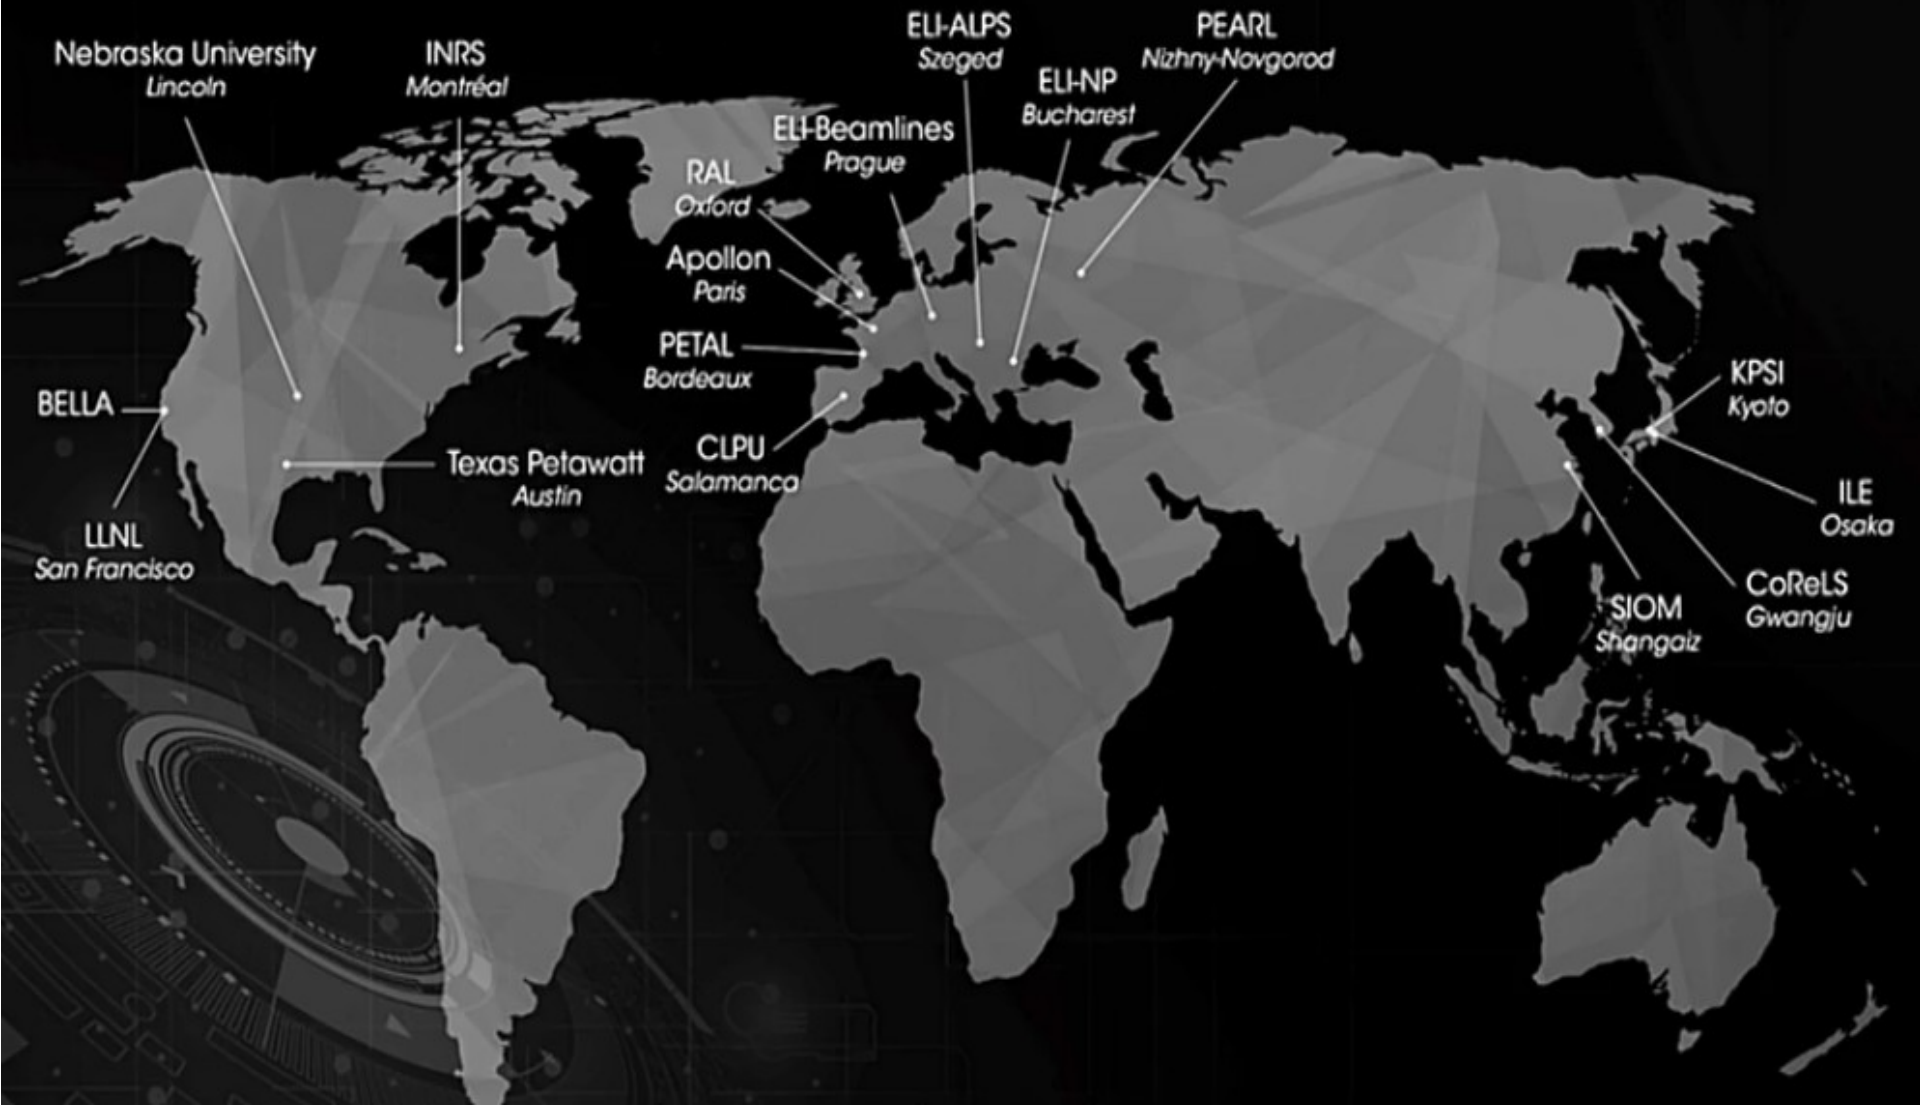 Nebraska University
Lincoln
INRS
Montréal
ELI-ALPS
Szeged
PEARL
Nizhny-Novgorod
ELI-NP
Bucharest
ELI-Beamlines
Prague
RAL
Oxford
Apollon
Paris
PETAL
Bordeaux
CLPU
Salamanca
BELLA
LLNL
San Francisco
Texas Petawatt
Austin
KPSI
Kyoto
ILE
Osaka
CoReLS
Gwangju
SIOM
Shangaiz